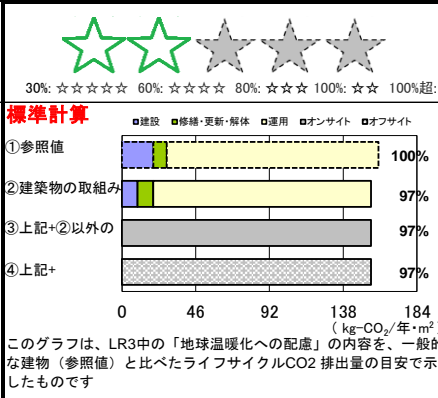 30%: ☆☆☆☆☆ 60%: ☆☆☆☆ 80%: ☆☆☆ 100%: ☆☆ 100%超:
標準計算
■建設 ■修繕・更新・解体 ■運用 ■オンサイト ■オフサイト
①参照値 100%
②建築物の取組み 97%
③上記+②以外の 97%
④上記+ 97%
0 46 92 138 184
( kg-CO₂/年・m²)
このグラフは、LR3中の「地球温暖化への配慮」の内容を、一般的
な建物（参照値）と比べたライフサイクルCO2 排出量の目安で示
したものです